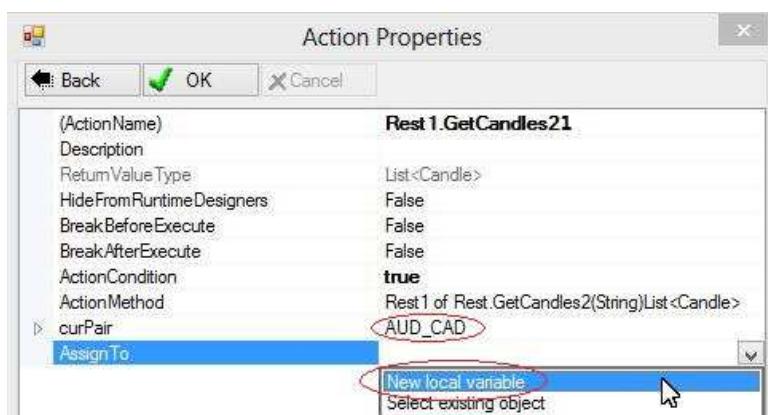 Action Properties
Back OK Cancel
(ActionName) Rest1.GetCandles21
Description
ReturnValueType List<Candle>
HideFromRuntimeDesigners False
BreakBeforeExecute False
BreakAfterExecute False
ActionCondition true
ActionMethod Rest1 of Rest.GetCandles2(String)List<Candle>
curPair AUD_CAD
AssignTo
New local variable
Select existing object